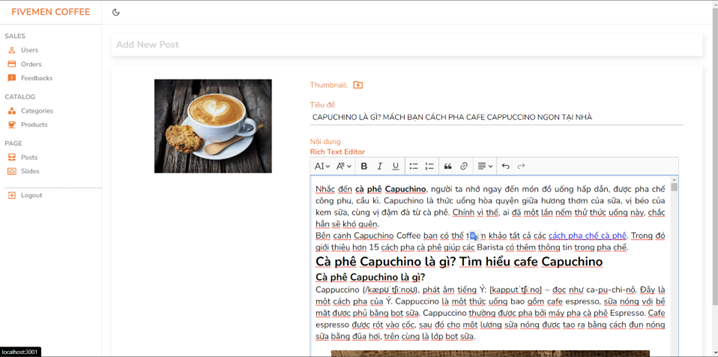 FIVEMEN COFFEE
SALES
Users
Orders
Feedbacks
CATALOG
Categories
Products
PAGE
Posts
Slides
Logout
Add New Post
Thumbnail:
Tiêu đề
CAPUCHINO LÀ GÌ? MÁCH BẠN CÁCH PHA CAFE CAPPUCCINO NGON TẠI NHÀ
Nội dung
Rich Text Editor
Nhắc đến cà phê Capuchino, người ta nhớ ngay đến món đồ uống hấp dẫn, được pha chế
công phu, cầu kì. Capuchino là thức uống hòa quyện giữa hương thơm của sữa, vị béo của
kem sữa, cùng vị đậm đà từ cà phê. Chính vì thế, ai đã một lần nếm thử thức uống này, chắc
hẳn sẽ khó quên.
Bên cạnh Capuchino Coffee bạn có thể khảo tất cả các cách pha chế cà phê. Trong đó
giới thiệu hơn 15 cách pha cà phê giúp các Barista có thêm thông tin trong pha chế.
Cà phê Capuchino là gì? Tìm hiểu cafe Capuchino
Cà phê Capuchino là gì?
Cappuccino (/kæpʊˈtʃiːnoʊ), phát âm tiếng Ý: [kapputˈtʃiːno] – đọc như ca-pu-chi-nô. Đây là
một cách pha của Ý. Cappuccino là một thức uống bao gồm cafe espresso, sữa nóng với bề
mặt được phủ bằng bọt sữa. Cappuccino thường được pha bởi máy pha cà phê Espresso. Cafe
espresso được rót vào cốc, sau đó cho một lượng sữa nóng được tạo ra bằng cách đun nóng
sữa bằng hơi, trên cùng là lớp bọt sữa.
localhost:3001